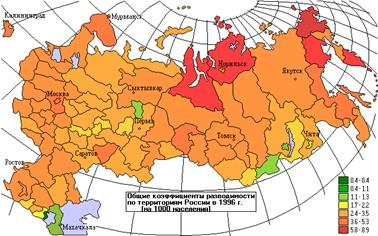 Калининград
Мурманск
Норильск
Якутск
Сыктывкар
Москва
Пермь
Томск
Чита
Саратов
Ростов
Махачкала
Общие коэффициенты разводимости
по территориям России в 1996 г.
(на 1000 населения)
0.4 - 0.4
0.4 - 1.1
1.1 - 1.3
1.7 - 2.2
2.4 - 3.5
3.6 - 5.3
5.8 - 8.9